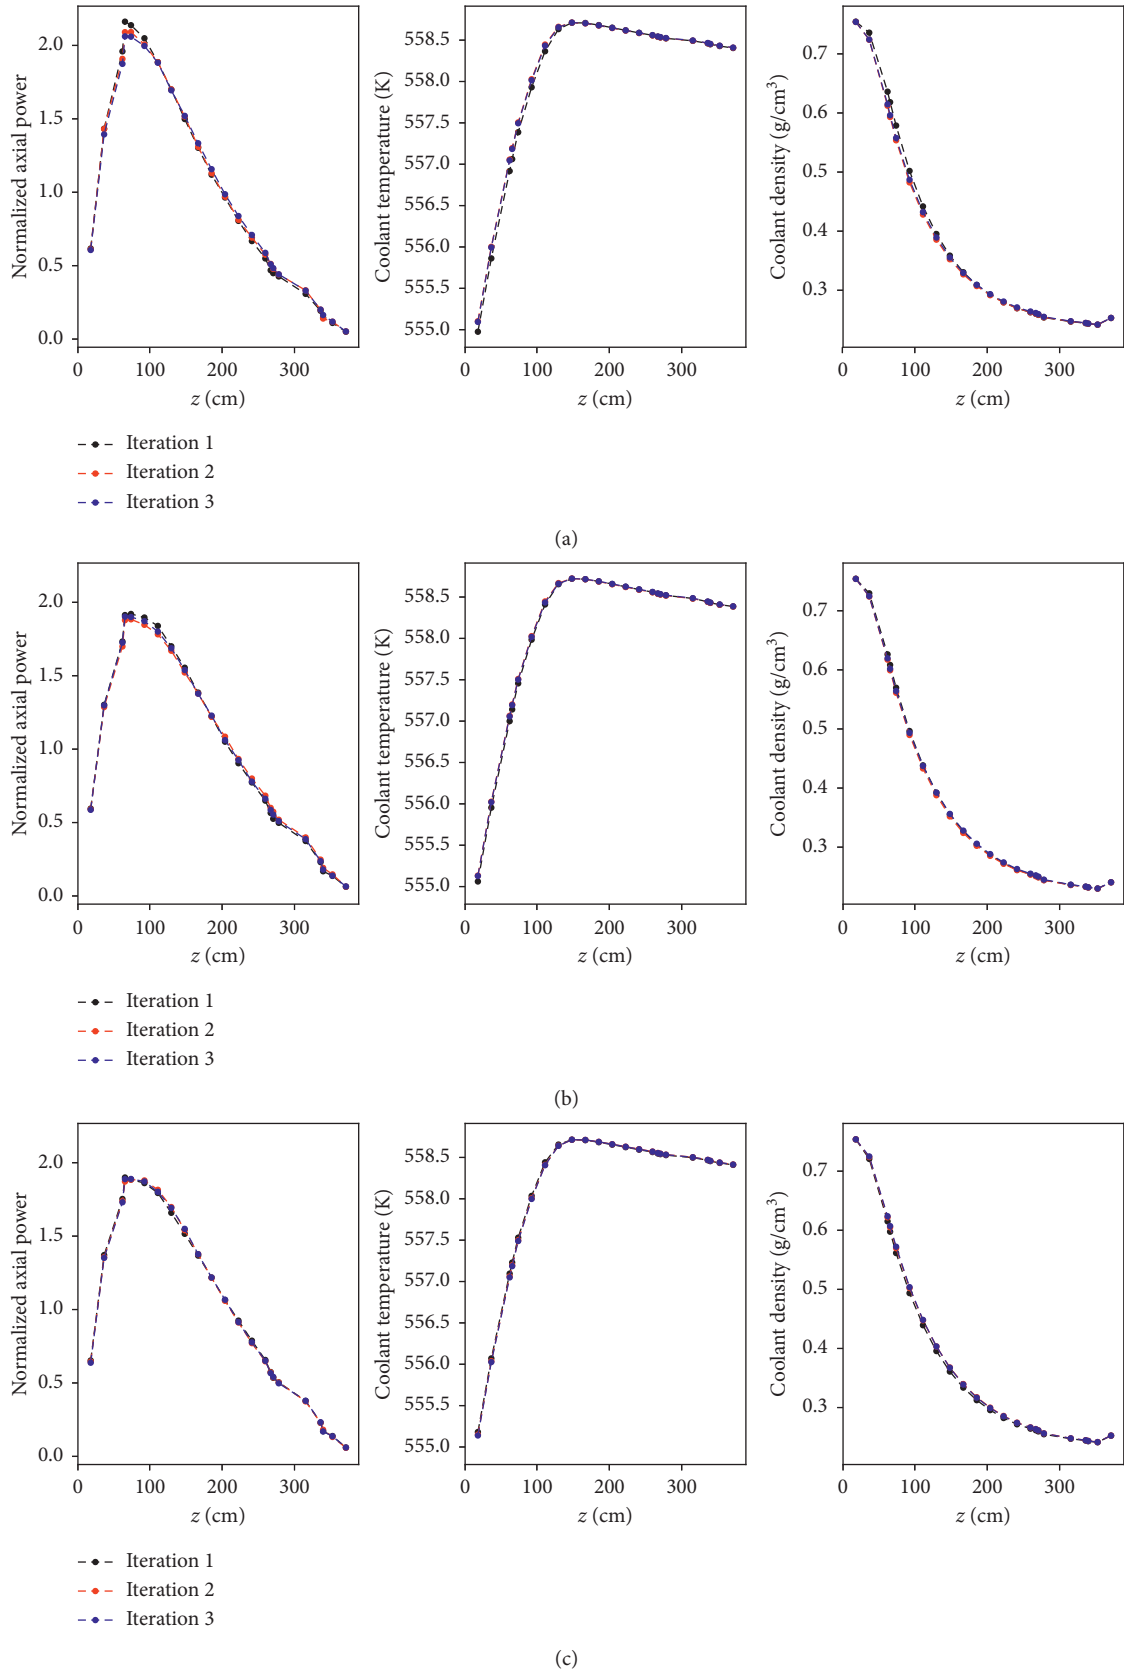 Normalized axial power
2.0
1.5
1.0
0.5
0.0
0 100 200 300
z (cm)
Coolant temperature (K)
558.5
558.0
557.5
557.0
556.5
556.0
555.5
555.0
0 100 200 300
z (cm)
Coolant density (g/cm³)
0.7
0.6
0.5
0.4
0.3
0 100 200 300
z (cm)
Iteration 1
Iteration 2
Iteration 3
(a)
Normalized axial power
2.0
1.5
1.0
0.5
0.0
0 100 200 300
z (cm)
Coolant temperature (K)
558.5
558.0
557.5
557.0
556.5
556.0
555.5
555.0
0 100 200 300
z (cm)
Coolant density (g/cm³)
0.7
0.6
0.5
0.4
0.3
0 100 200 300
z (cm)
Iteration 1
Iteration 2
Iteration 3
(b)
Normalized axial power
2.0
1.5
1.0
0.5
0.0
0 100 200 300
z (cm)
Coolant temperature (K)
558.5
558.0
557.5
557.0
556.5
556.0
555.5
555.0
0 100 200 300
z (cm)
Coolant density (g/cm³)
0.7
0.6
0.5
0.4
0.3
0 100 200 300
z (cm)
Iteration 1
Iteration 2
Iteration 3
(c)